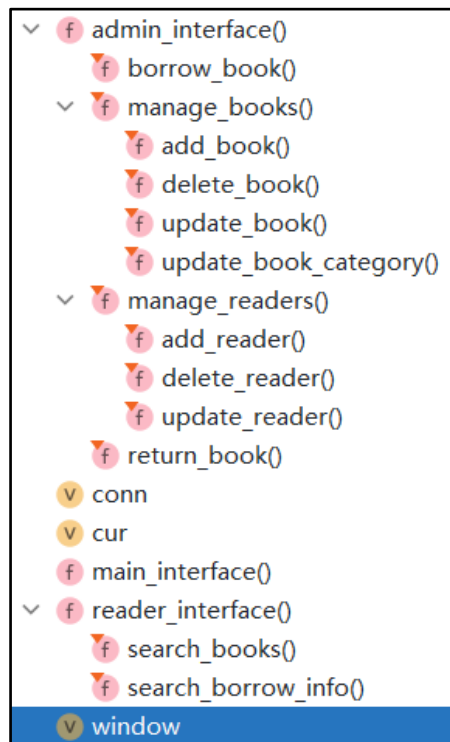 f admin_interface()
f borrow_book()
f manage_books()
f add_book()
f delete_book()
f update_book()
f update_book_category()
f manage_readers()
f add_reader()
f delete_reader()
f update_reader()
f return_book()
V conn
V cur
f main_interface()
f reader_interface()
f search_books()
f search_borrow_info()
V window